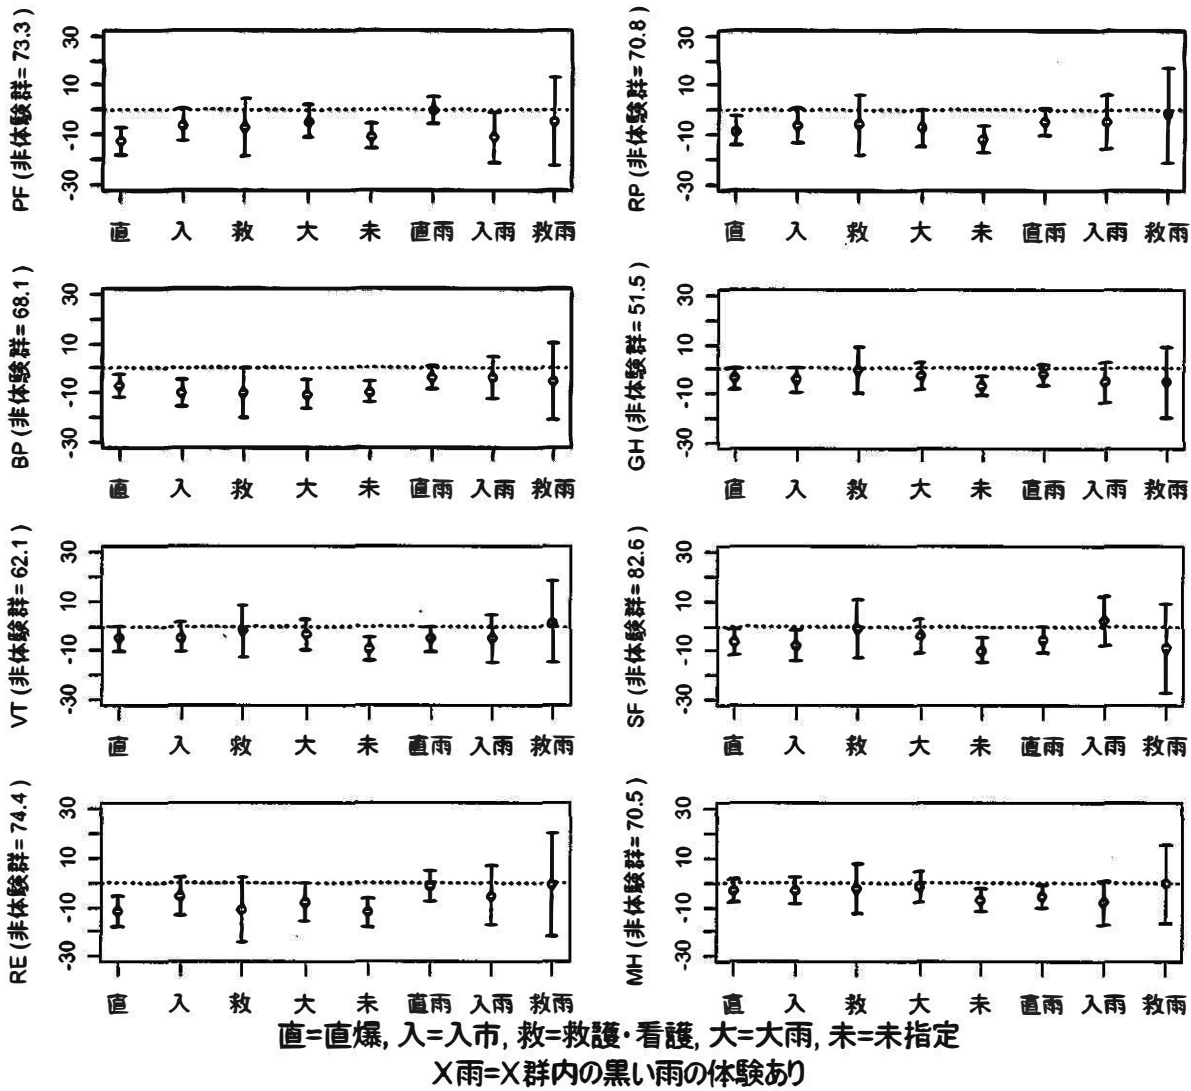 PF (非体験群= 73.3 )
30
10
-10
-30
直 入 救 大 未 直雨 入雨 救雨
RP (非体験群= 70.8 )
30
10
-10
-30
直 入 救 大 未 直雨 入雨 救雨
BP (非体験群= 68.1 )
30
10
-10
-30
直 入 救 大 未 直雨 入雨 救雨
GH (非体験群= 51.5 )
30
10
-10
-30
直 入 救 大 未 直雨 入雨 救雨
VT (非体験群= 62.1 )
30
10
-10
-30
直 入 救 大 未 直雨 入雨 救雨
SF (非体験群= 82.6 )
30
10
-10
-30
直 入 救 大 未 直雨 入雨 救雨
RE (非体験群= 74.4 )
30
10
-10
-30
直 入 救 大 未 直雨 入雨 救雨
MH (非体験群= 70.5 )
30
10
-10
-30
直 入 救 大 未 直雨 入雨 救雨
直=直爆, 入=入市, 救=救護・看護, 大=大雨, 未=未指定
X雨=X群内の黒い雨の体験あり